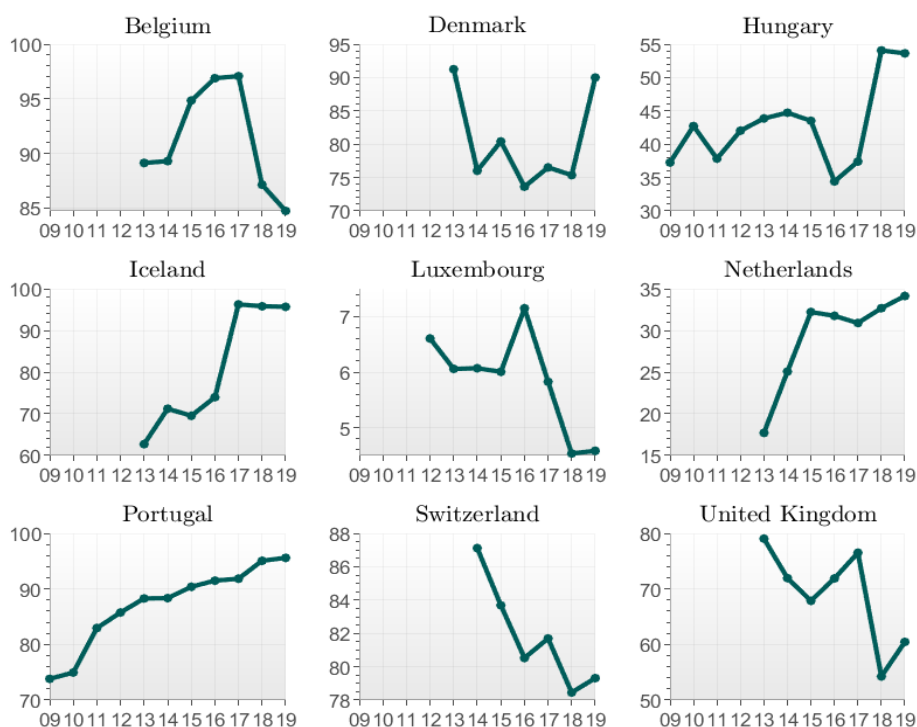 Belgium Denmark Hungary
100 95 55
95 90 50
90 85 45
85 80 40
75 35
70 30
09 10 11 12 13 14 15 16 17 18 19 09 10 11 12 13 14 15 16 17 18 19 09 10 11 12 13 14 15 16 17 18 19
Iceland Luxembourg Netherlands
100 7 35
90 6 31
80 5 27
70 23
60 19
15
09 10 11 12 13 14 15 16 17 18 19 09 10 11 12 13 14 15 16 17 18 19 09 10 11 12 13 14 15 16 17 18 19
Portugal Switzerland United Kingdom
100 88 80
90 86 70
80 84 60
70 82 50
80
78
09 10 11 12 13 14 15 16 17 18 19 09 10 11 12 13 14 15 16 17 18 19 09 10 11 12 13 14 15 16 17 18 19